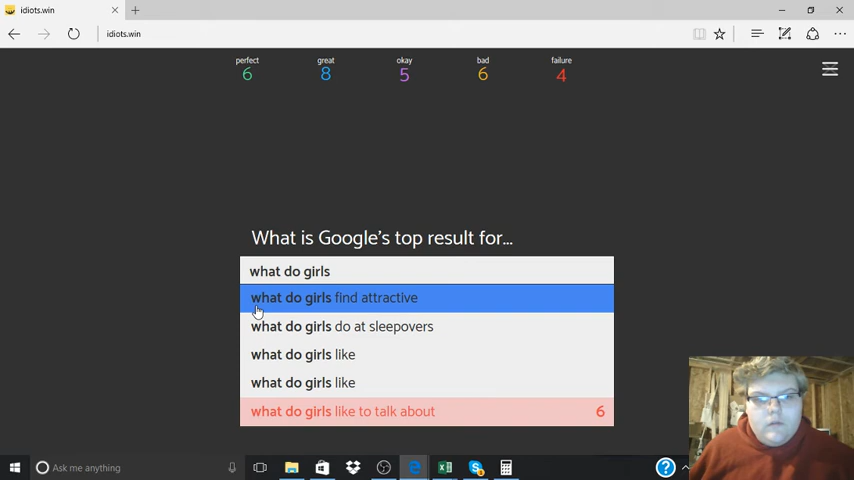 idiots.win
idiots.win
perfect great okay bad failure
6 8 5 6 4
What is Google's top result for...
what do girls
what do girls find attractive
what do girls do at sleepovers
what do girls like
what do girls like
what do girls like to talk about 6
Ask me anything